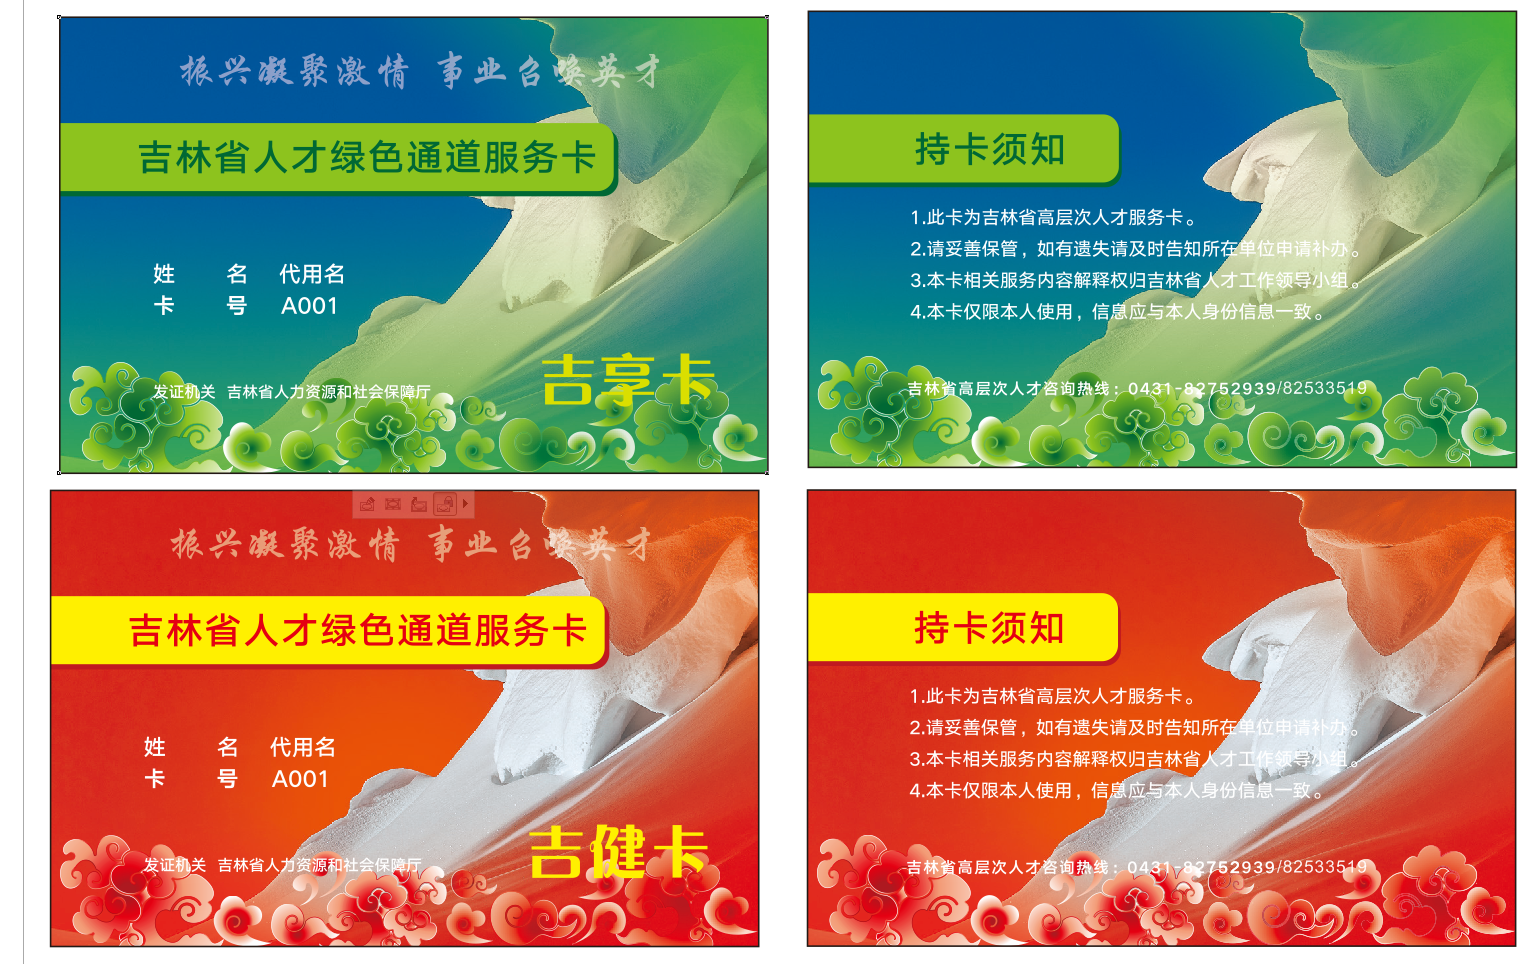 振兴凝聚激情 事业召唤英才
吉林省人才绿色通道服务卡
姓 名 代用名
卡 号 A001
发证机关 吉林省人力资源和社会保障厅
吉享卡
持卡须知
1.此卡为吉林省高层次人才服务卡。
2.请妥善保管，如有遗失请及时告知所在单位申请补办。
3.本卡相关服务内容解释权归吉林省人才工作领导小组。
4.本卡仅限本人使用，信息应与本人身份信息一致。
吉林省高层次人才咨询热线：0431-82752939/82533519
振兴凝聚激情 事业召唤英才
吉林省人才绿色通道服务卡
姓 名 代用名
卡 号 A001
发证机关 吉林省人力资源和社会保障厅
吉健卡
持卡须知
1.此卡为吉林省高层次人才服务卡。
2.请妥善保管，如有遗失请及时告知所在单位申请补办。
3.本卡相关服务内容解释权归吉林省人才工作领导小组。
4.本卡仅限本人使用，信息应与本人身份信息一致。
吉林省高层次人才咨询热线：0431-82752939/82533519